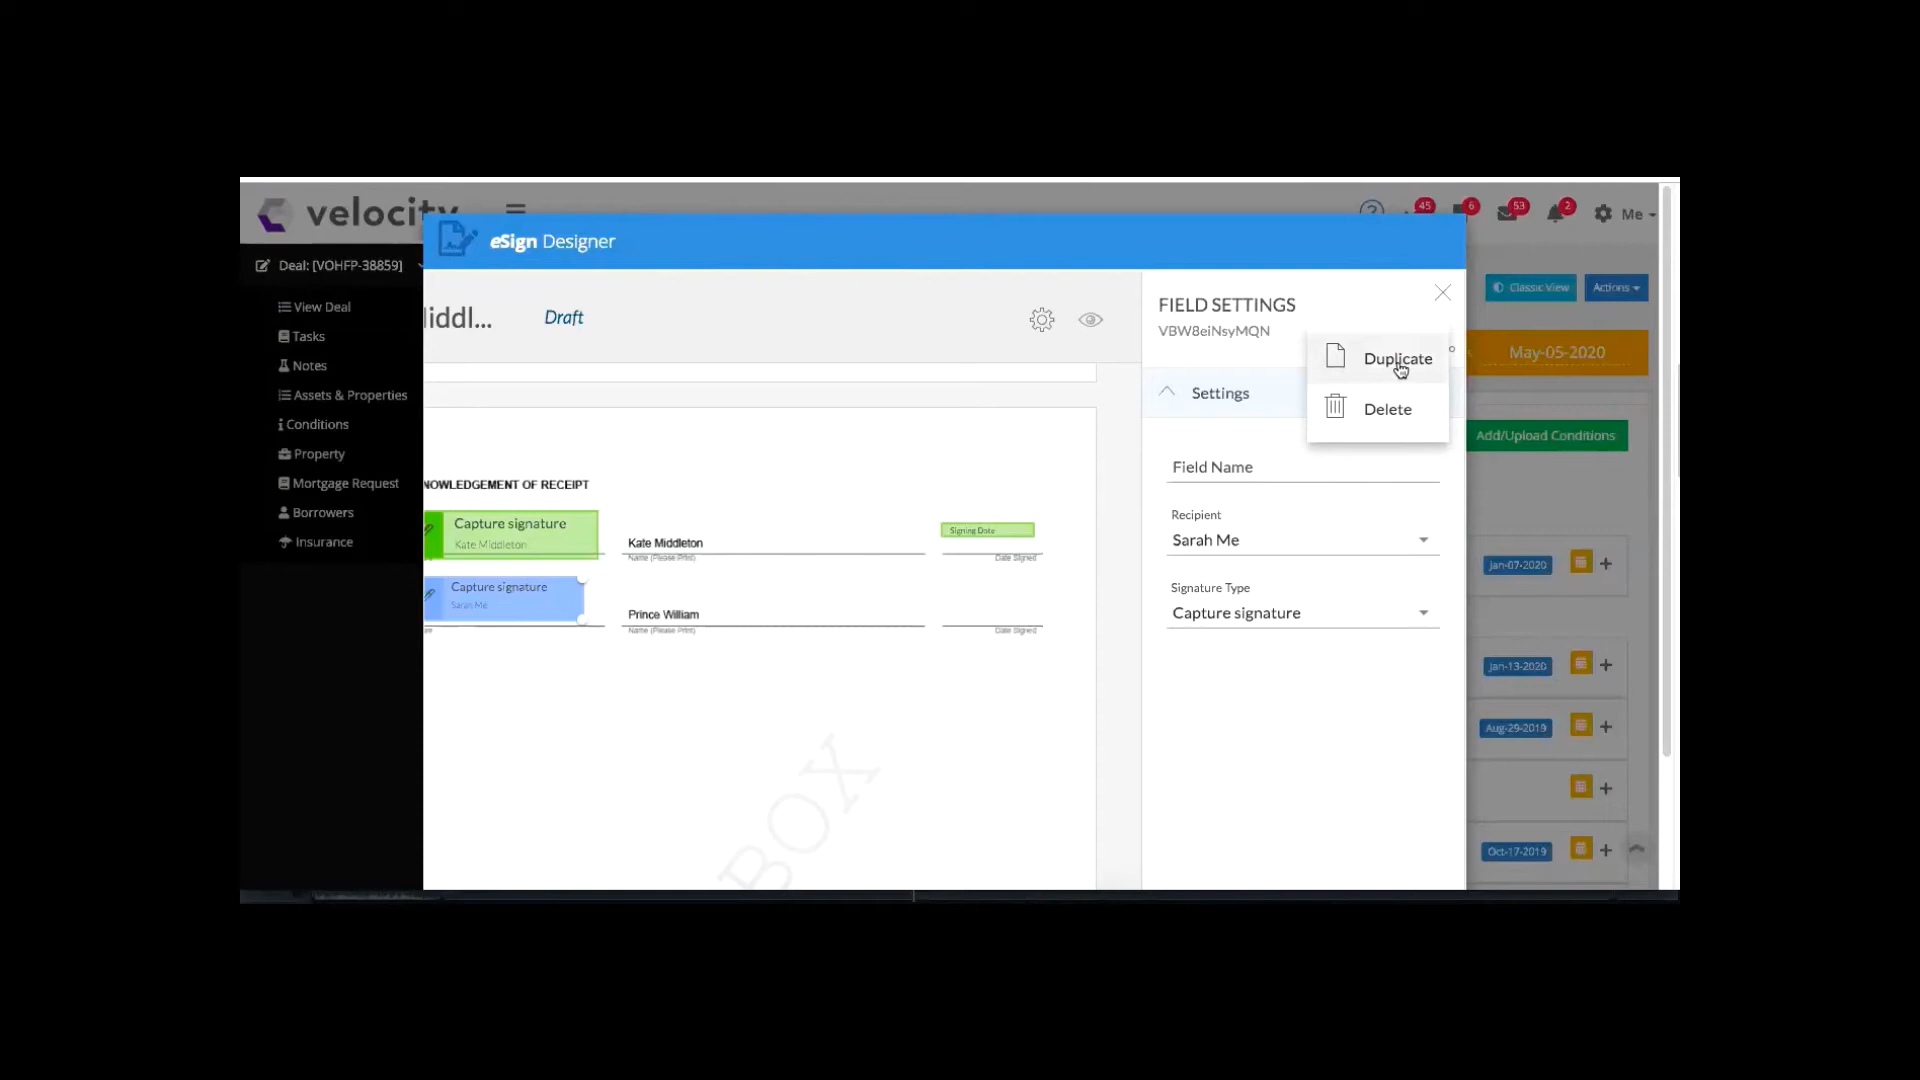 velocity
45
6
53
2
Me
eSign Designer
Deal: [VOHFP-38859]
View Deal
Tasks
Notes
Assets & Properties
Conditions
Property
Mortgage Request
Borrowers
Insurance
iddl...
Draft
NOWLEDGEMENT OF RECEIPT
Capture signature
Kate Middleton
Kate Middleton
Name (Please Print)
Signing Date
Date Signed
Capture signature
Sarah Me
Prince William
Name (Please Print)
Date Signed
BOX
FIELD SETTINGS
VBW8eiNsyMQN
Duplicate
Delete
Settings
Field Name
Recipient
Sarah Me
Signature Type
Capture signature
Classic View
Actions
May-05-2020
Add/Upload Conditions
Jan-07-2020
Jan-13-2020
Aug-29-2019
Oct-17-2019